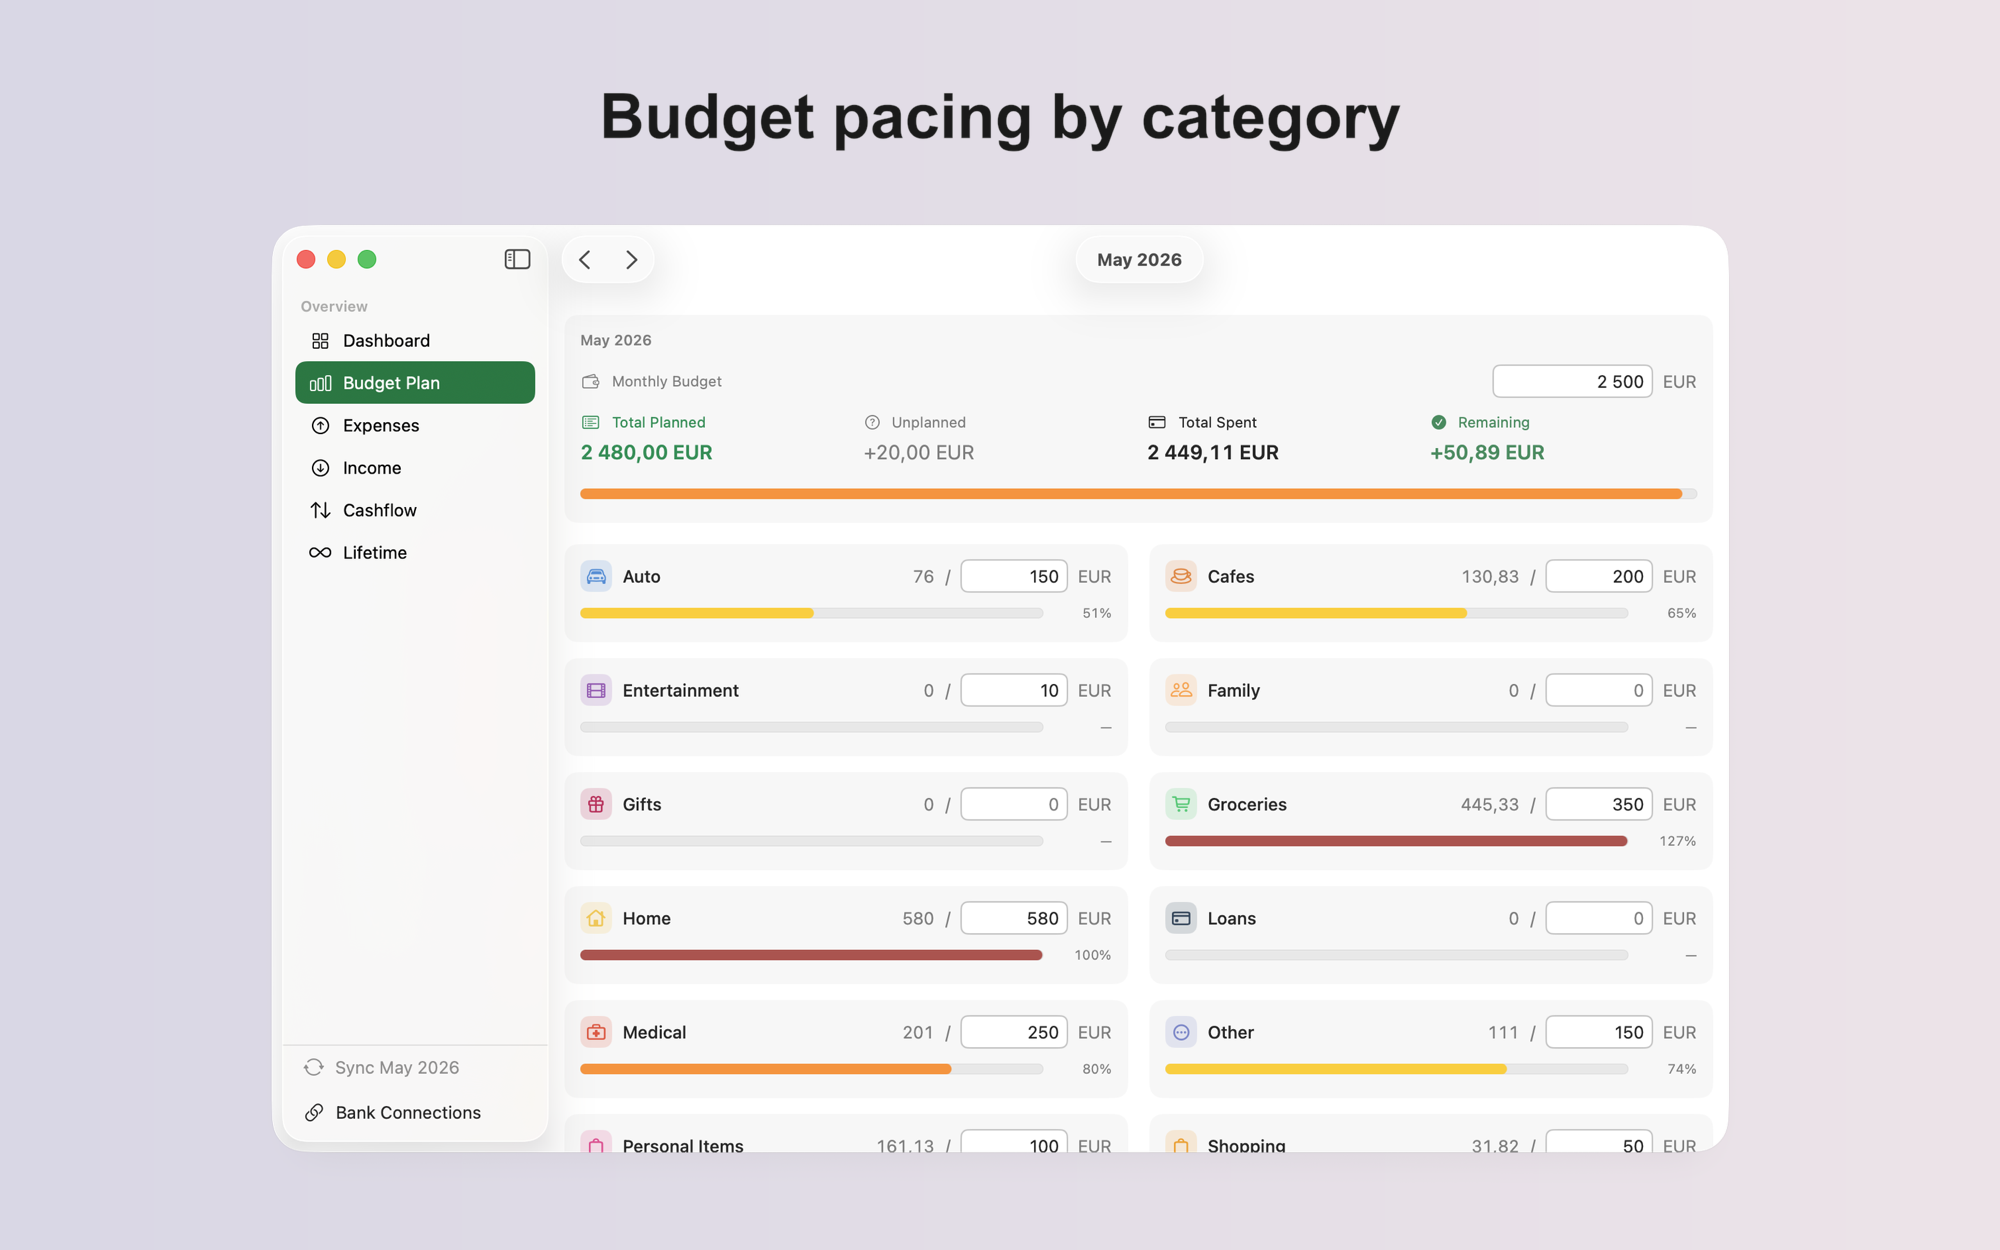 Budget pacing by category
May 2026
Overview
Dashboard
Budget Plan
Expenses
Income
Cashflow
Lifetime
Sync May 2026
Bank Connections
May 2026
Monthly Budget
2 500 EUR
Total Planned
2 480,00 EUR
Unplanned
+20,00 EUR
Total Spent
2 449,11 EUR
Remaining
+50,89 EUR
Auto 76 / 150 EUR
51%
Cafes 130,83 / 200 EUR
65%
Entertainment 0 / 10 EUR
–
Family 0 / 0 EUR
–
Gifts 0 / 0 EUR
–
Groceries 445,33 / 350 EUR
127%
Home 580 / 580 EUR
100%
Loans 0 / 0 EUR
–
Medical 201 / 250 EUR
80%
Other 111 / 150 EUR
74%
Personal Items 161,13 / 100 EUR
Shopping 31,82 / 50 EUR